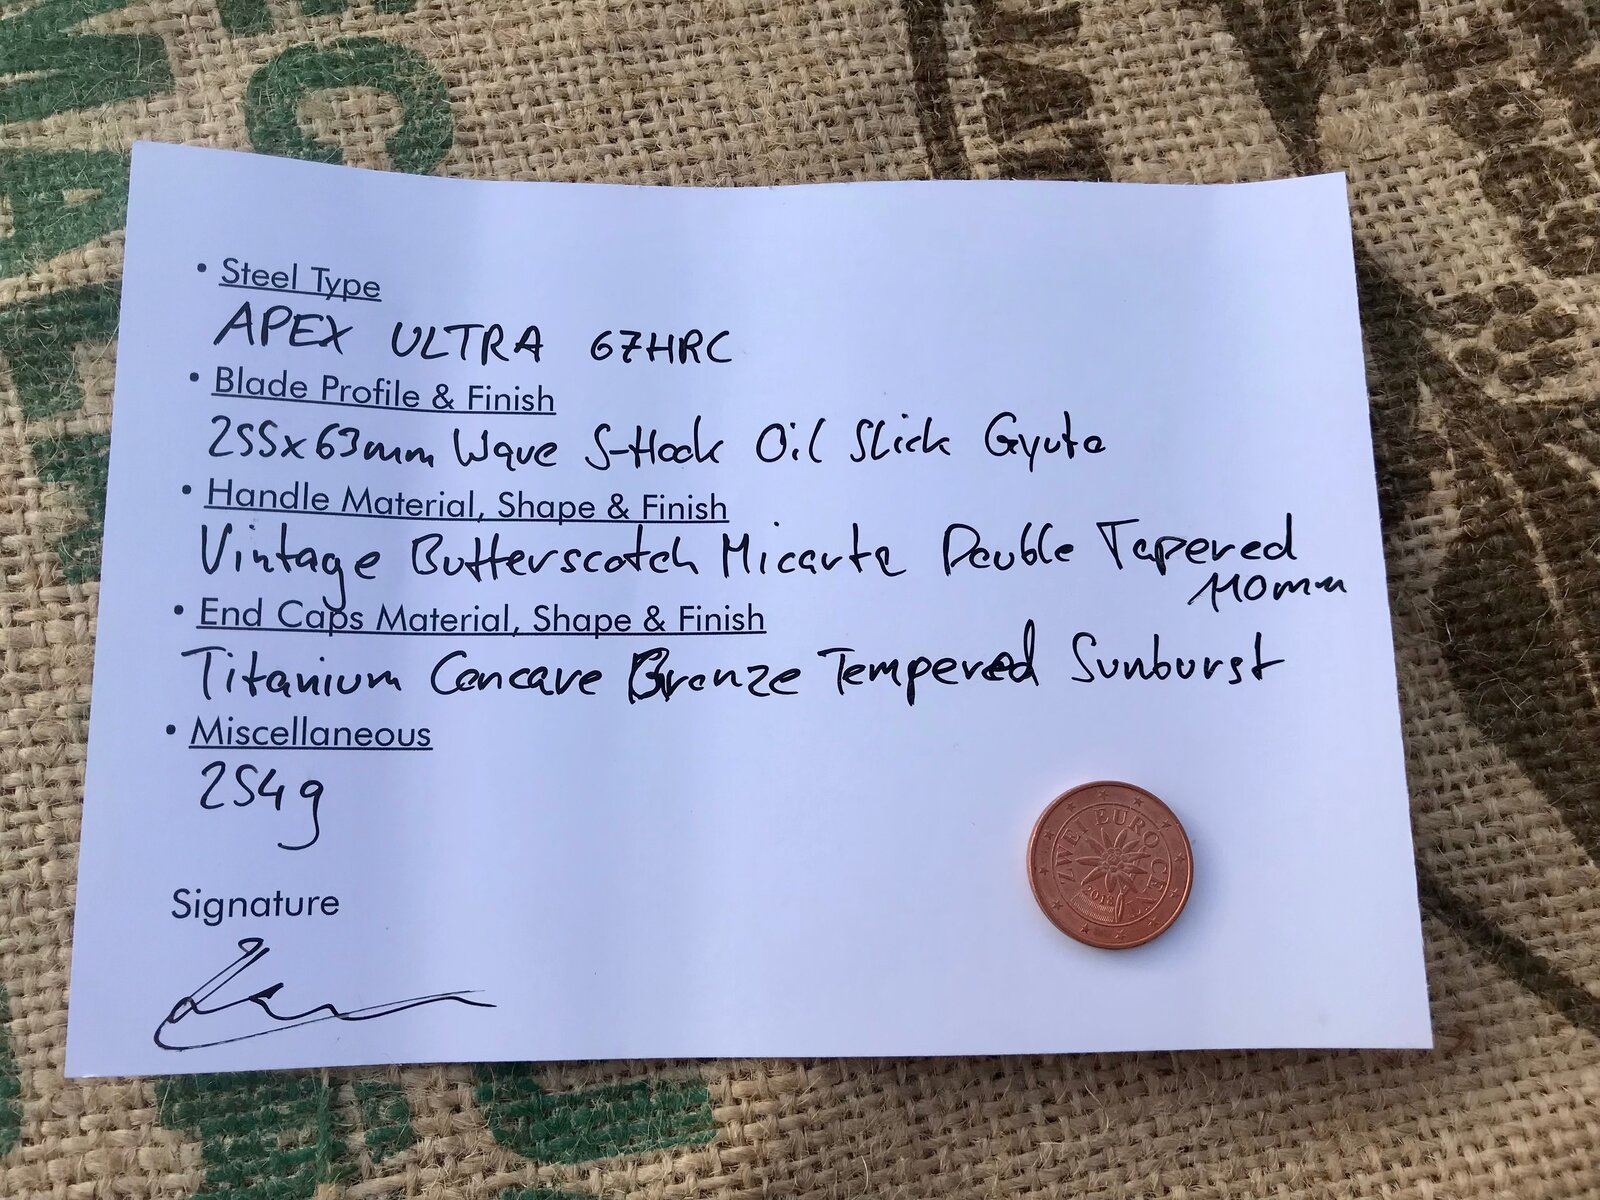 • Steel Type
APEX ULTRA 67HRC
• Blade Profile & Finish
255x63mm Wave S-Hook Oil Slick Gyuto
• Handle Material, Shape & Finish
Vintage Butterscotch Micarta Double Tapered
110mm
• End Caps Material, Shape & Finish
Titanium Concave Bronze Tempered Sunburst
• Miscellaneous
254g
Signature
ZWEI EURO CENT
2018